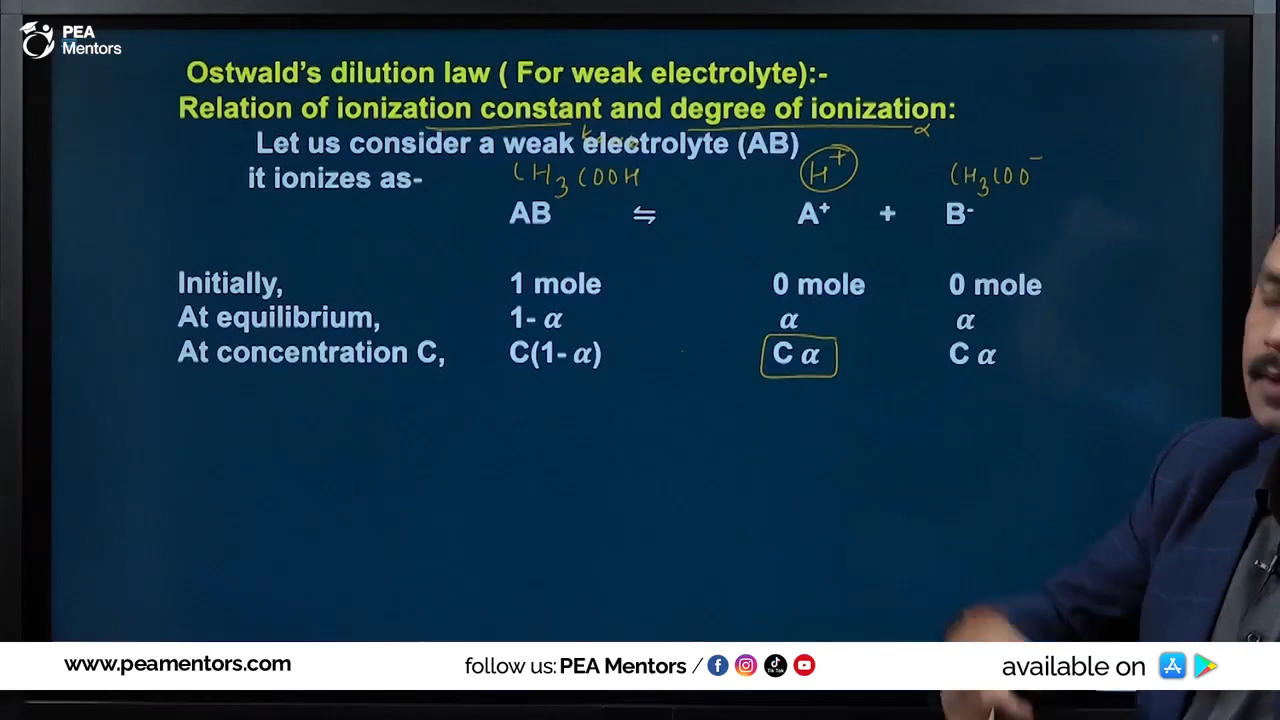 PEA
Mentors
Ostwald’s dilution law ( For weak electrolyte):-
Relation of ionization constant and degree of ionization:
α
Let us consider a weak electrolyte (AB)
it ionizes as-
CH3COOH H+ CH3COO-
AB ⇋ A+ + B-
Initially, 1 mole 0 mole 0 mole
At equilibrium, 1- α α α
At concentration C, C(1- α) C α C α
www.peamentors.com follow us: PEA Mentors / Tik Tok available on